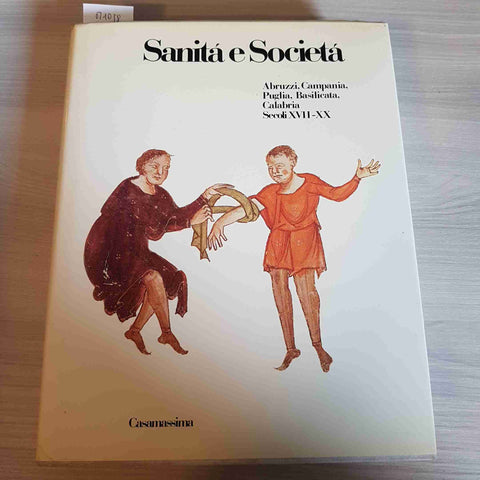 Sanitá e Societá
Abruzzi, Campania,
Puglia, Basilicata,
Calabria
Secoli XVII-XX
Casamassima